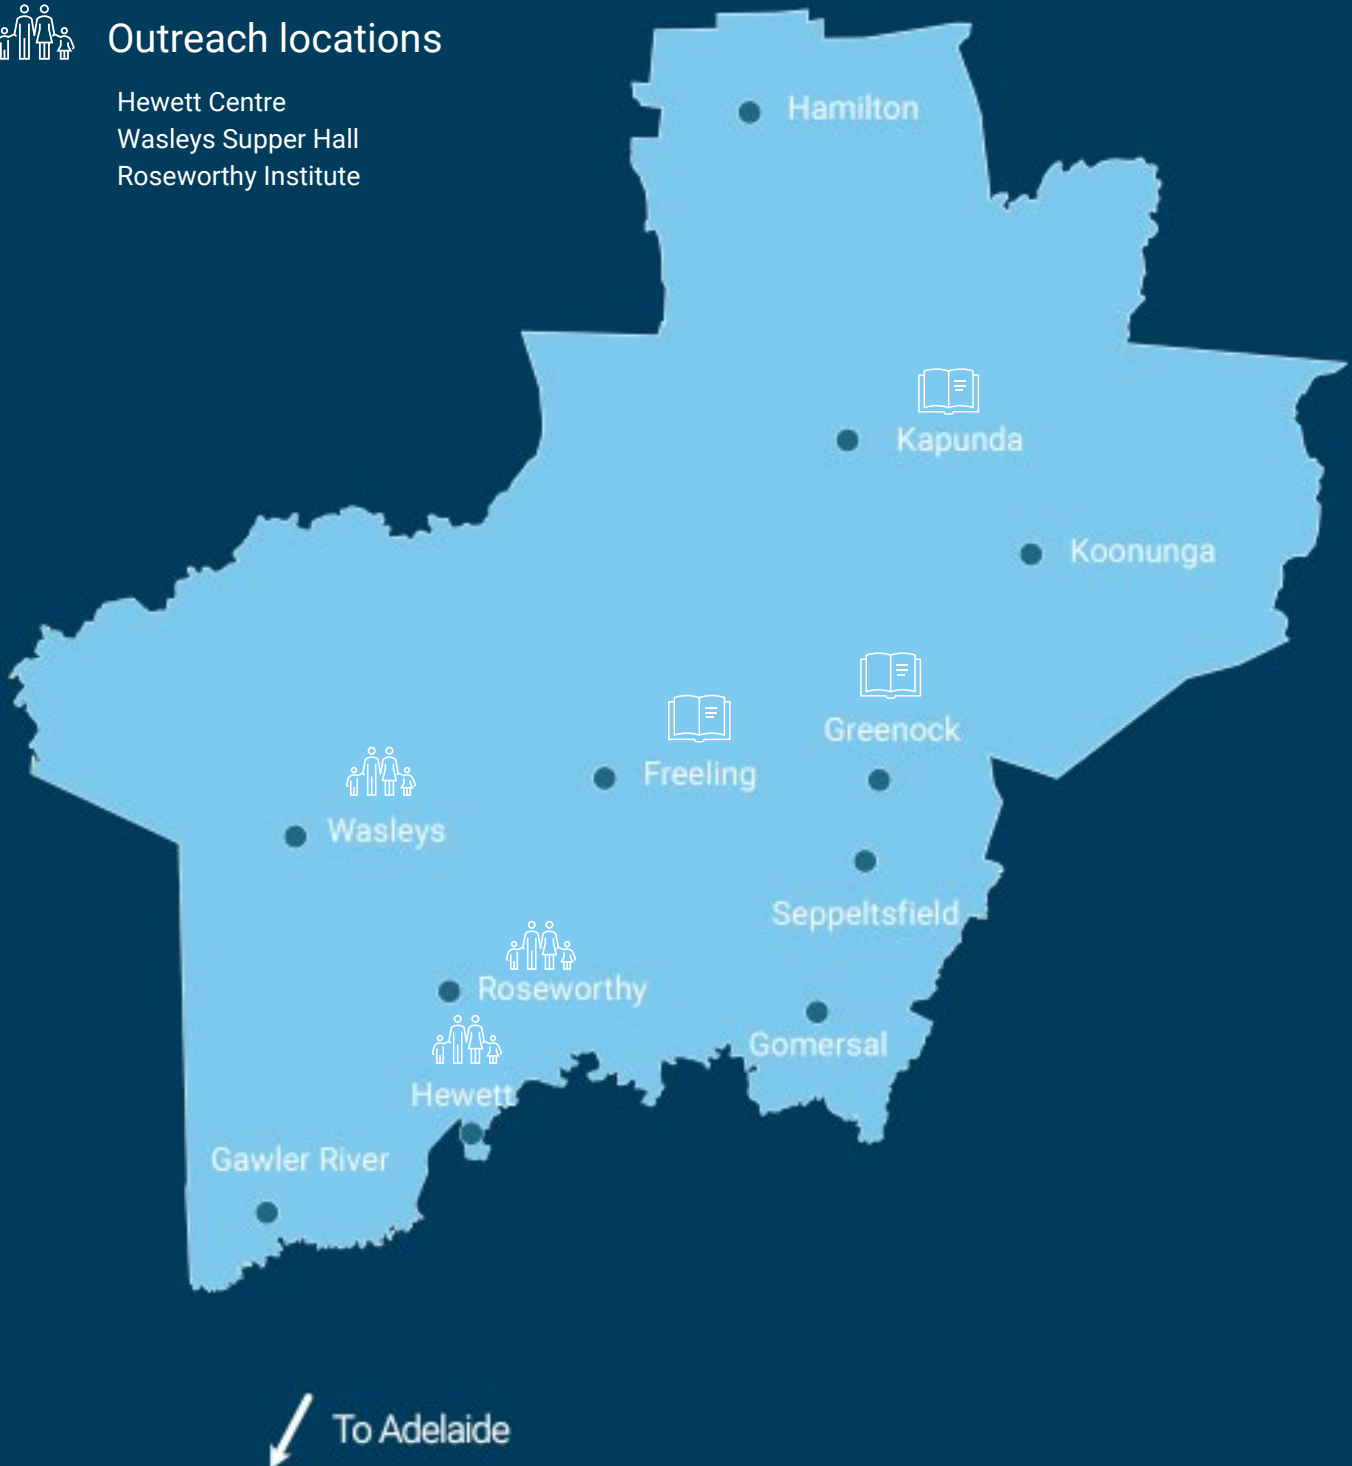 Outreach locations
Hewett Centre
Wasleys Supper Hall
Roseworthy Institute
Hamilton
Kapunda
Koonunga
Greenock
Freeling
Wasleys
Seppeltsfield
Roseworthy
Gomersal
Hewett
Gawler River
To Adelaide